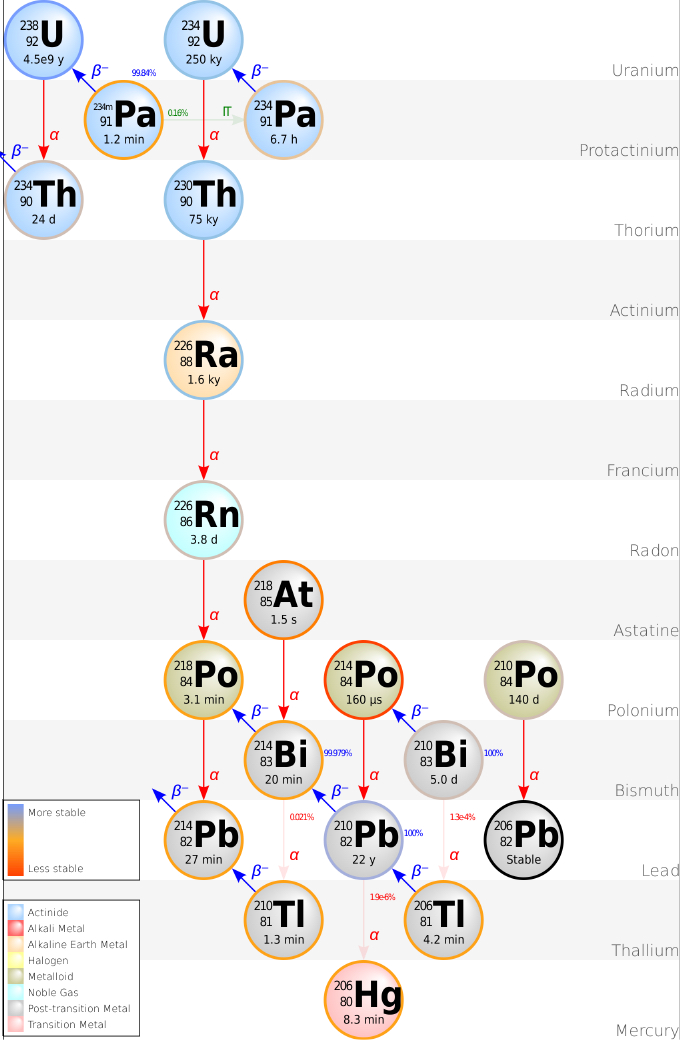 238
92 U
4.5e9 y
234
92 U
250 ky
Uranium
β⁻
99.84%
β⁻
234m
91 Pa
1.2 min
0.16%
IT
234
91 Pa
6.7 h
α
α
Protactinium
β⁻
234
90 Th
24 d
230
90 Th
75 ky
Thorium
α
Actinium
226
88 Ra
1.6 ky
Radium
α
Francium
226
86 Rn
3.8 d
Radon
α
218
85 At
1.5 s
Astatine
218
84 Po
3.1 min
α
214
84 Po
160 µs
210
84 Po
140 d
Polonium
β⁻
β⁻
214
83 Bi
20 min
99.979%
210
83 Bi
5.0 d
100%
α
α
α
Bismuth
β⁻
More stable
Less stable
214
82 Pb
27 min
0.021%
α
210
82 Pb
22 y
100%
1.3e-4%
α
206
82 Pb
Stable
Lead
β⁻
β⁻
210
81 Tl
1.3 min
1.9e-6%
α
206
81 Tl
4.2 min
Thallium
206
80 Hg
8.3 min
Mercury
Actinide
Alkali Metal
Alkaline Earth Metal
Halogen
Metalloid
Noble Gas
Post-transition Metal
Transition Metal